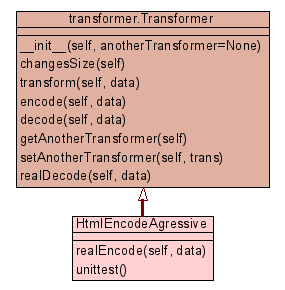 transformer.Transformer
__init__(self, anotherTransformer=None)
changesSize(self)
transform(self, data)
encode(self, data)
decode(self, data)
getAnotherTransformer(self)
setAnotherTransformer(self, trans)
realDecode(self, data)
HtmlEncodeAgressive
realEncode(self, data)
unittest()